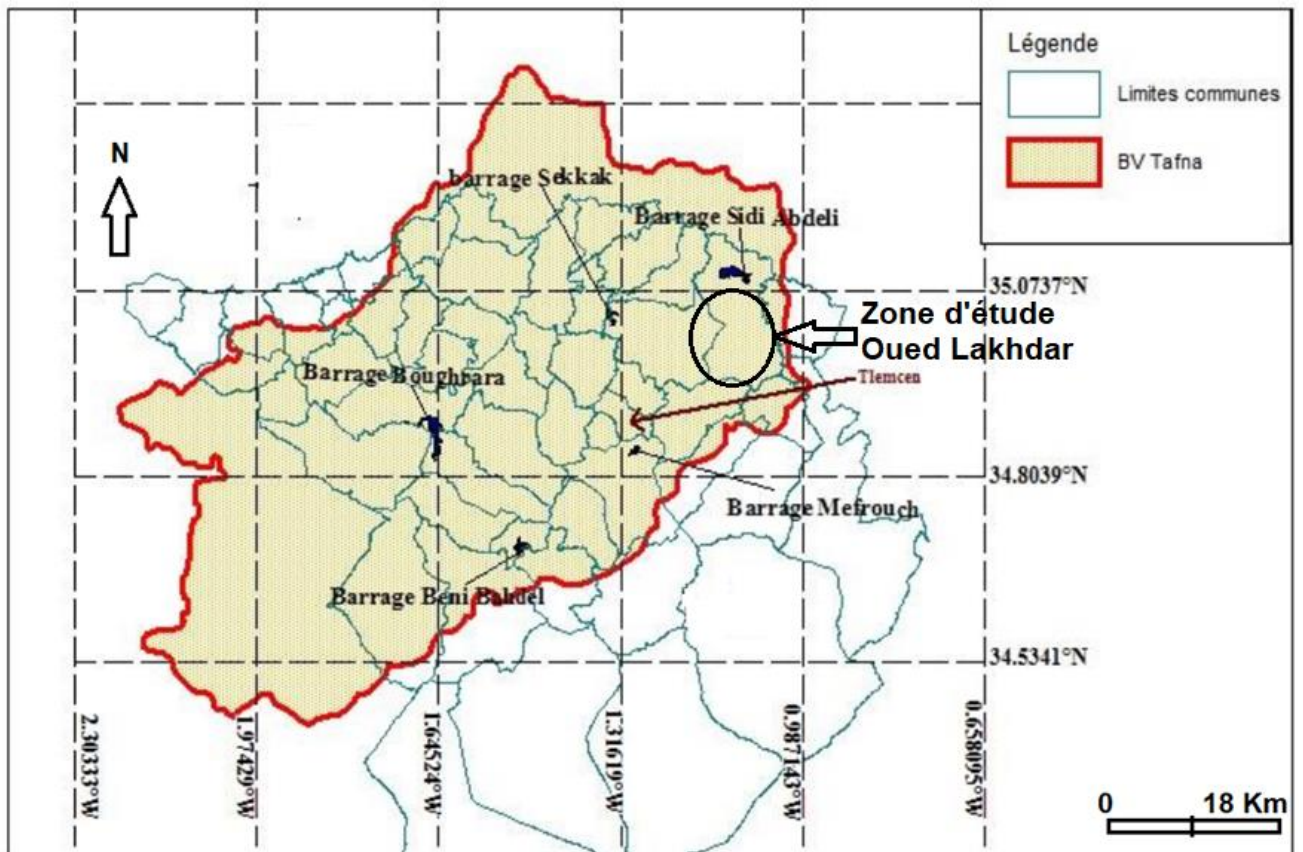 Légende
Limites communes
BV Tafna
N
barrage Sekkak
Barrage Sidi Abdeli
35.0737°N
Zone d'étude
Oued Lakhdar
Tlemcen
Barrage Boughrara
34.8039°N
Barrage Mefrouch
Barrage Beni Bahdel
34.5341°N
2.30333°W
1.97429°W
1.64524°W
1.31619°W
0.987143°W
0.658095°W
0 18 Km